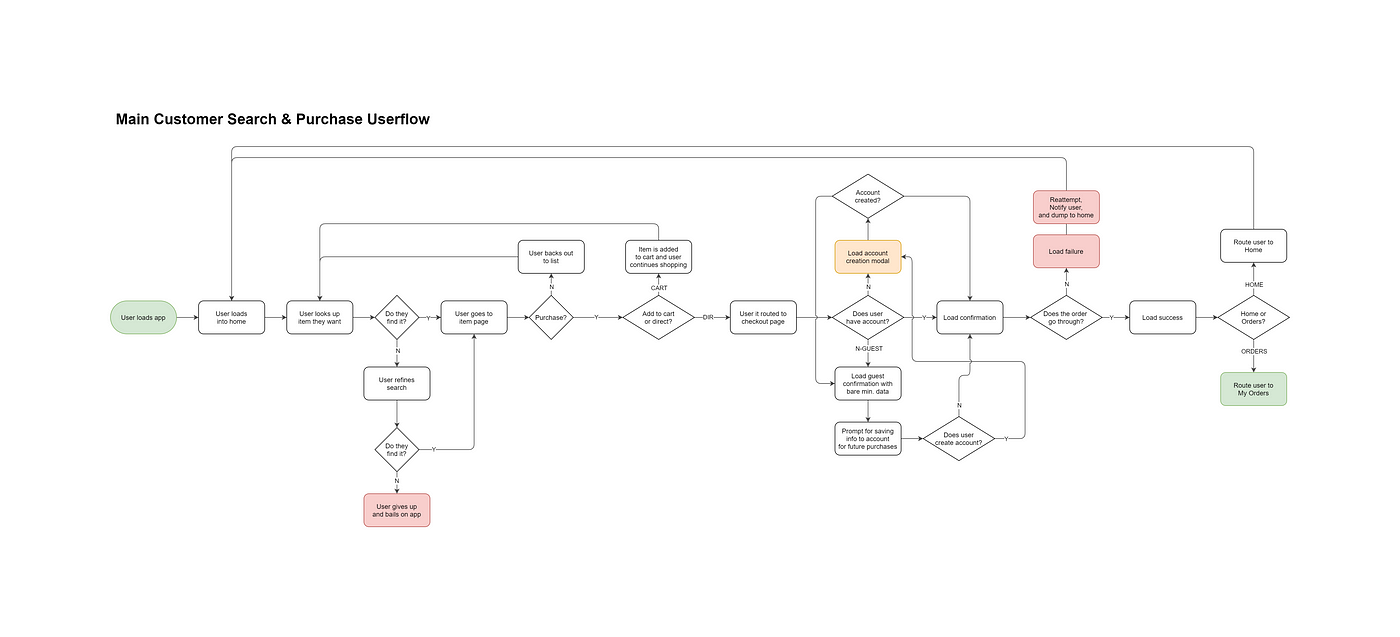 Main Customer Search & Purchase Userflow
User loads app
User loads
into home
User looks up
item they want
Do they
find it?
Y
N
User refines
search
Do they
find it?
Y
N
User gives up
and bails on app
User goes to
item page
Purchase?
N
User backs out
to list
Y
Add to cart
or direct?
CART
Item is added
to cart and user
continues shopping
DIR
User it routed to
checkout page
Does user
have account?
N
Load account
creation modal
Account
created?
N-GUEST
Load guest
confirmation with
bare min. data
Prompt for saving
info to account
for future purchases
Does user
create account?
N
Y
Y
Load confirmation
Does the order
go through?
N
Load failure
Reattempt,
Notify user,
and dump to home
Y
Load success
Home or
Orders?
HOME
Route user to
Home
ORDERS
Route user to
My Orders